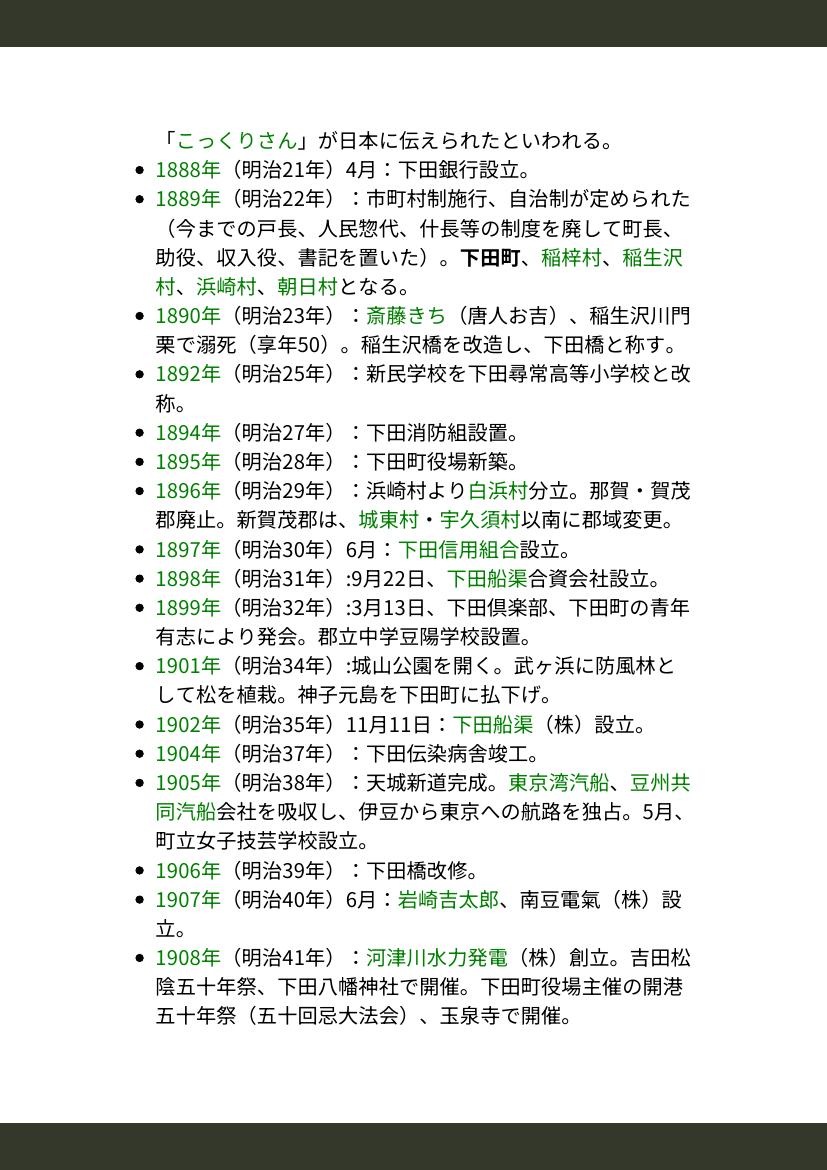 「こっくりさん」が日本に伝えられたといわれる。
• 1888年（明治21年）4月：下田銀行設立。
• 1889年（明治22年）：市町村制施行、自治制が定められた
（今までの戸長、人民惣代、什長等の制度を廃して町長、
助役、収入役、書記を置いた）。下田町、稲梓村、稲生沢
村、浜崎村、朝日村となる。
• 1890年（明治23年）：斎藤きち（唐人お吉）、稲生沢川門
栗で溺死（享年50）。稲生沢橋を改造し、下田橋と称す。
• 1892年（明治25年）：新民学校を下田尋常高等小学校と改
称。
• 1894年（明治27年）：下田消防組設置。
• 1895年（明治28年）：下田町役場新築。
• 1896年（明治29年）：浜崎村より白浜村分立。那賀・賀茂
郡廃止。新賀茂郡は、城東村・宇久須村以南に郡域変更。
• 1897年（明治30年）6月：下田信用組合設立。
• 1898年（明治31年）:9月22日、下田船渠合資会社設立。
• 1899年（明治32年）:3月13日、下田倶楽部、下田町の青年
有志により発会。郡立中学豆陽学校設置。
• 1901年（明治34年）:城山公園を開く。武ヶ浜に防風林と
して松を植栽。神子元島を下田町に払下げ。
• 1902年（明治35年）11月11日：下田船渠（株）設立。
• 1904年（明治37年）：下田伝染病舎竣工。
• 1905年（明治38年）：天城新道完成。東京湾汽船、豆州共
同汽船会社を吸収し、伊豆から東京への航路を独占。5月、
町立女子技芸学校設立。
• 1906年（明治39年）：下田橋改修。
• 1907年（明治40年）6月：岩崎吉太郎、南豆電氣（株）設
立。
• 1908年（明治41年）：河津川水力発電（株）創立。吉田松
陰五十年祭、下田八幡神社で開催。下田町役場主催の開港
五十年祭（五十回忌大法会）、玉泉寺で開催。